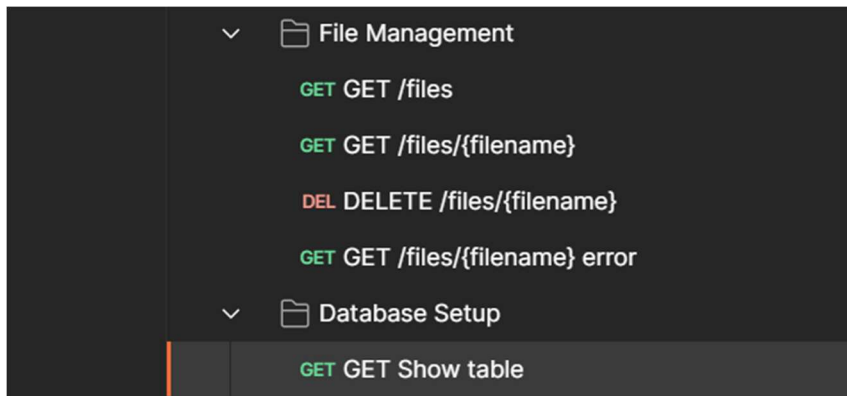 File Management
GET GET /files
GET GET /files/{filename}
DEL DELETE /files/{filename}
GET GET /files/{filename} error
Database Setup
GET GET Show table